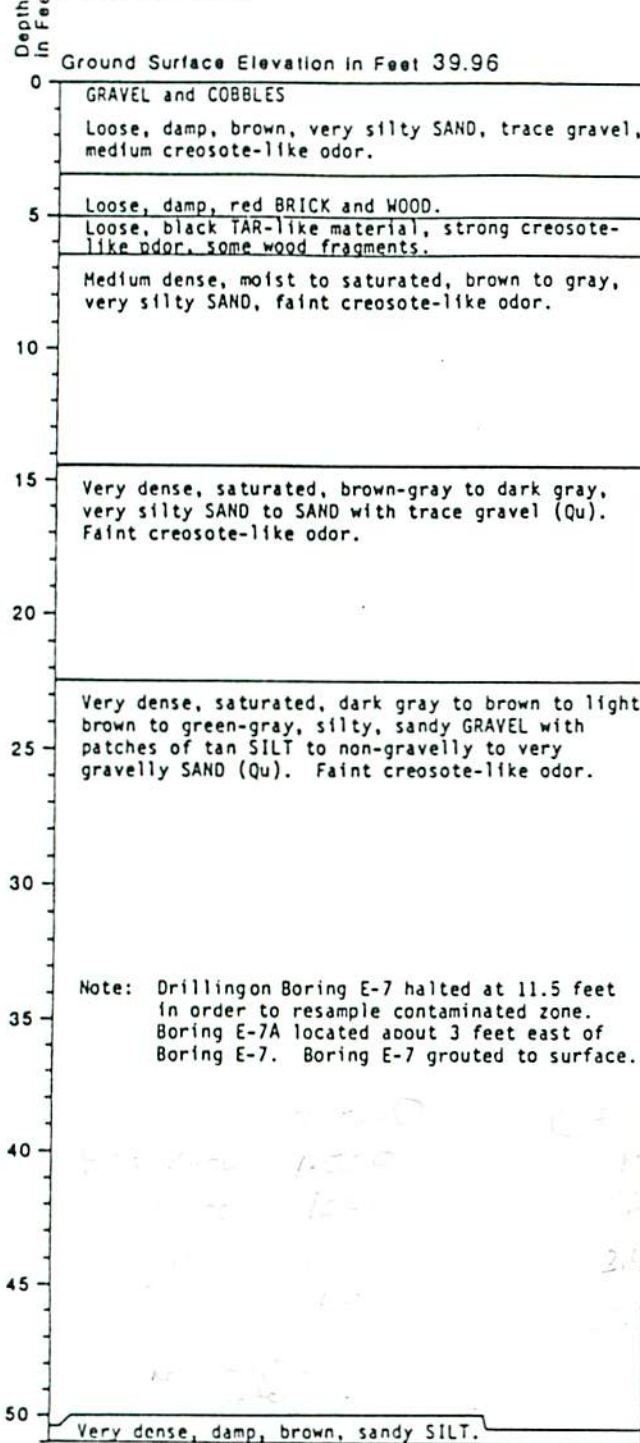 Depth
in Feet
Ground Surface Elevation in Feet 39.96
0
GRAVEL and COBBLES
Loose, damp, brown, very silty SAND, trace gravel,
medium creosote-like odor.
Loose, damp, red BRICK and WOOD.
5
Loose, black TAR-like material, strong creosote-
like odor, some wood fragments.
Medium dense, moist to saturated, brown to gray,
very silty SAND, faint creosote-like odor.
10
15
Very dense, saturated, brown-gray to dark gray,
very silty SAND to SAND with trace gravel (Qu).
Faint creosote-like odor.
20
Very dense, saturated, dark gray to brown to light
brown to green-gray, silty, sandy GRAVEL with
25
patches of tan SILT to non-gravelly to very
gravelly SAND (Qu). Faint creosote-like odor.
30
Note: Drillingon Boring E-7 halted at 11.5 feet
in order to resample contaminated zone.
35
Boring E-7A located about 3 feet east of
Boring E-7. Boring E-7 grouted to surface.
40
45
50
Very dense, damp, brown, sandy SILT.